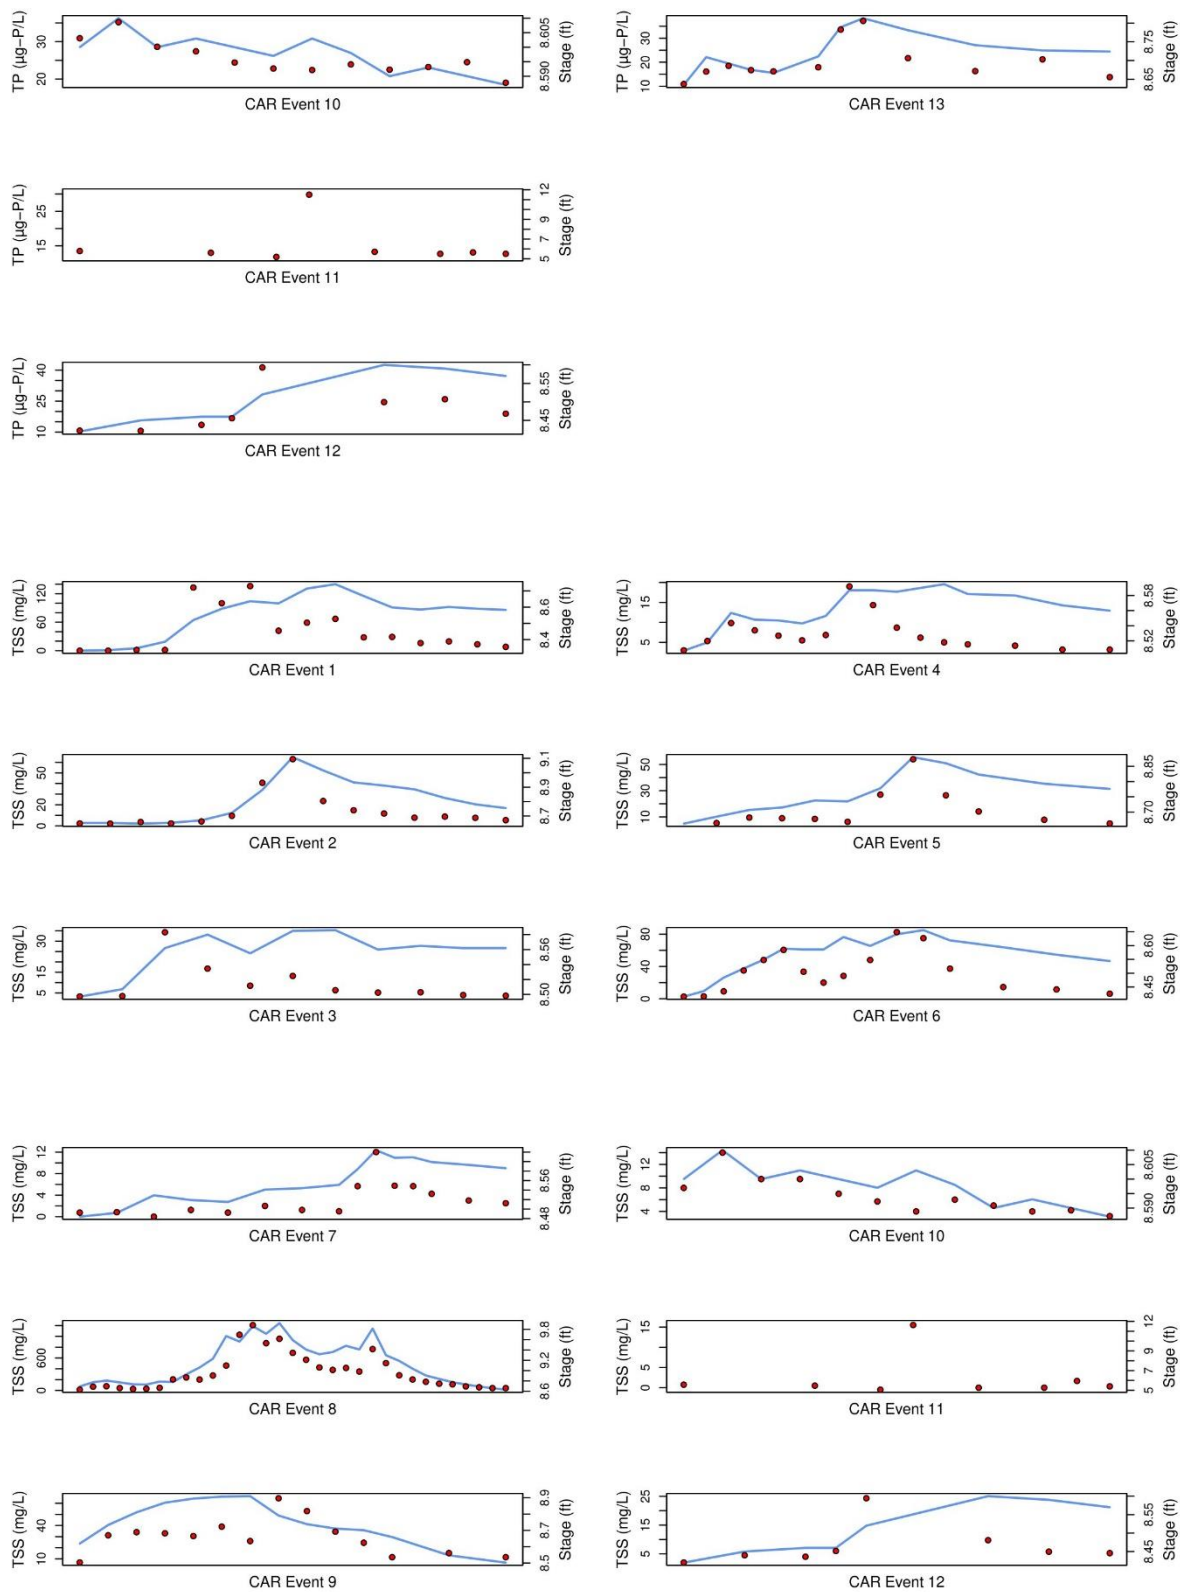 TP (µg−P/L)
20
30
8.590
8.605
Stage (ft)
CAR Event 10
TP (µg−P/L)
10
20
30
8.65
8.75
Stage (ft)
CAR Event 13
TP (µg−P/L)
15
25
5
7
9
12
Stage (ft)
CAR Event 11
TP (µg−P/L)
10
25
40
8.45
8.55
Stage (ft)
CAR Event 12
TSS (mg/L)
0
60
120
8.4
8.6
Stage (ft)
CAR Event 1
TSS (mg/L)
5
15
8.52
8.58
Stage (ft)
CAR Event 4
TSS (mg/L)
0
20
50
8.7
8.9
9.1
Stage (ft)
CAR Event 2
TSS (mg/L)
10
30
50
8.70
8.85
Stage (ft)
CAR Event 5
TSS (mg/L)
5
15
30
8.50
8.56
Stage (ft)
CAR Event 3
TSS (mg/L)
0
40
80
8.45
8.60
Stage (ft)
CAR Event 6
TSS (mg/L)
0
4
8
12
8.48
8.56
Stage (ft)
CAR Event 7
TSS (mg/L)
4
8
14
8.590
8.605
Stage (ft)
CAR Event 10
TSS (mg/L)
0
600
8.6
9.2
9.8
Stage (ft)
CAR Event 8
TSS (mg/L)
0
5
15
5
7
9
12
Stage (ft)
CAR Event 11
TSS (mg/L)
10
40
8.5
8.7
8.9
Stage (ft)
CAR Event 9
TSS (mg/L)
5
15
25
8.45
8.55
Stage (ft)
CAR Event 12